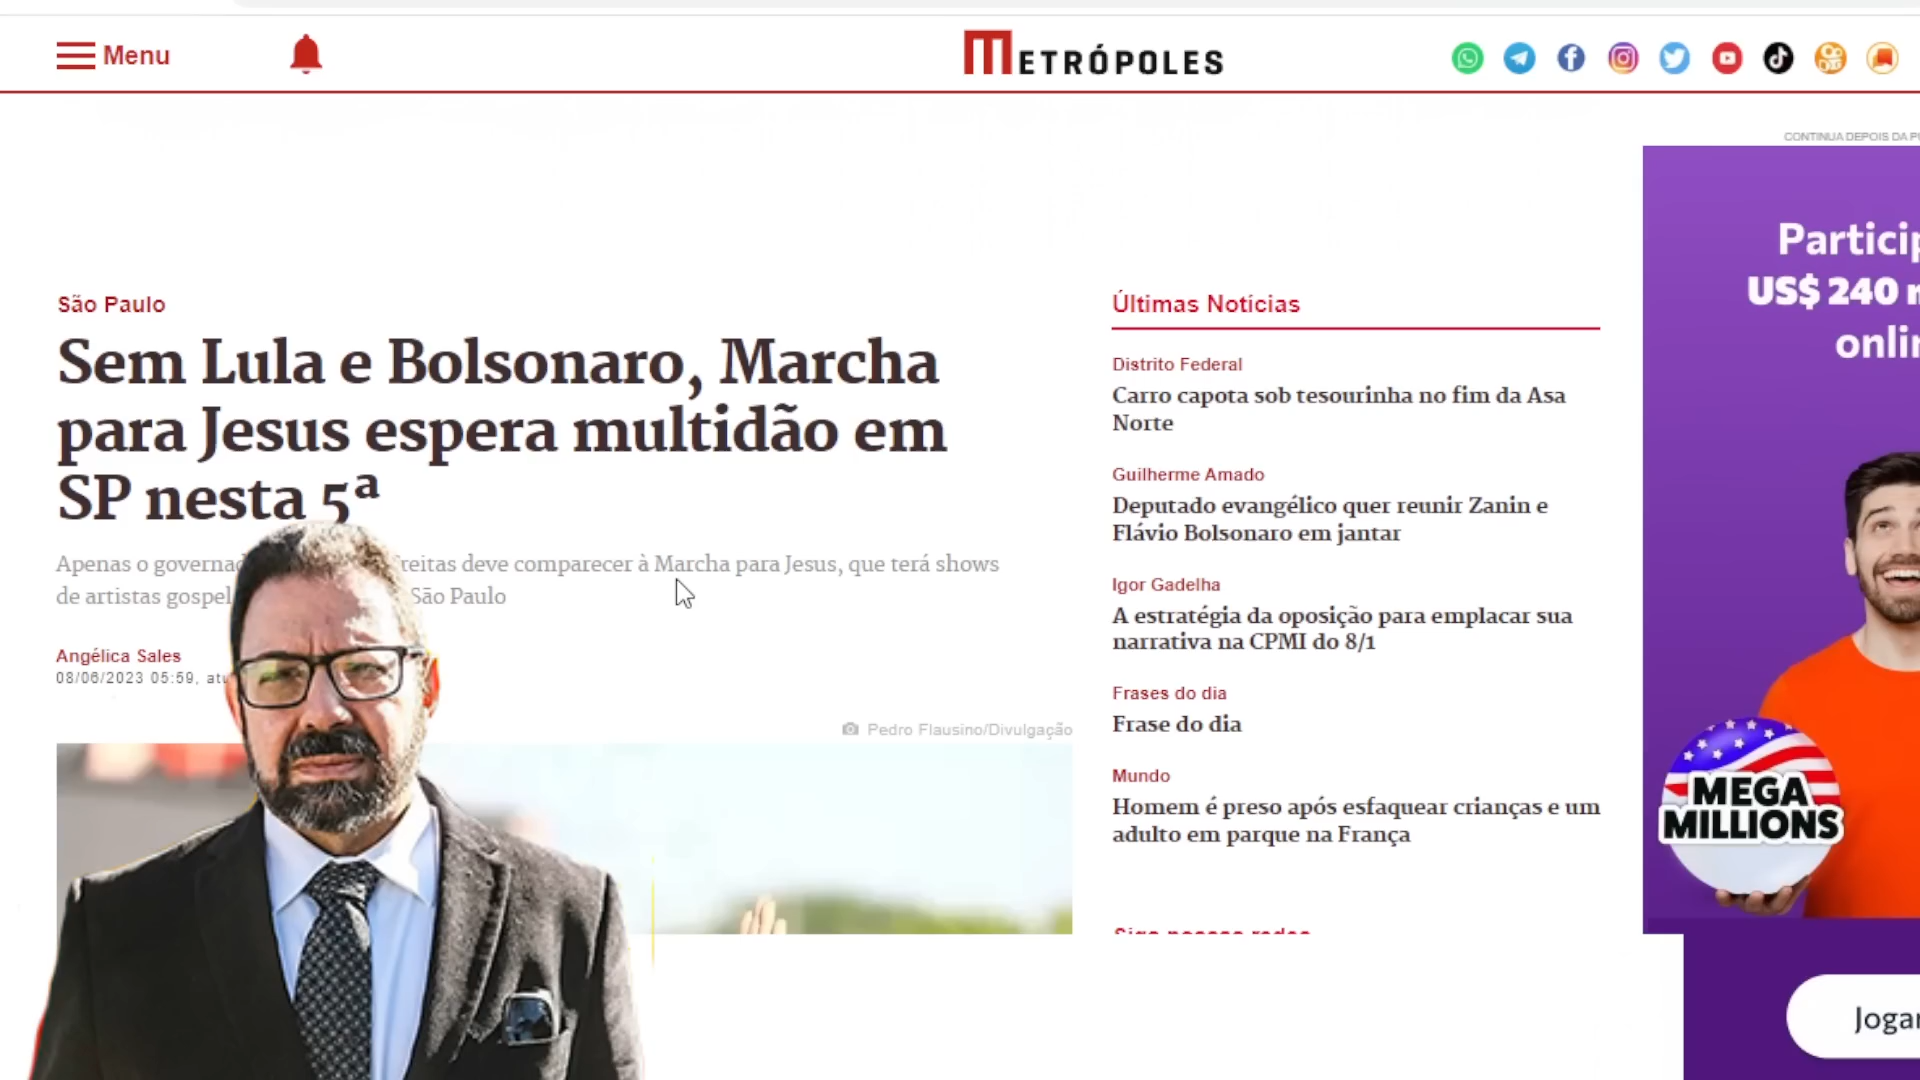 Menu
METRÓPOLES
CONTINUA DEPOIS DA
São Paulo
Sem Lula e Bolsonaro, Marcha
para Jesus espera multidão em
SP nesta 5ª
Apenas o reitas deve comparecer à Marcha para Jesus, que terá shows
de artistas gospel São Paulo
Angélica Sales
08/06/2023 05:59,
Pedro Flausino/Divulgação
Últimas Notícias
Distrito Federal
Carro capota sob tesourinha no fim da Asa
Norte
Guilherme Amado
Deputado evangélico quer reunir Zanin e
Flávio Bolsonaro em jantar
Igor Gadelha
A estratégia da oposição para emplacar sua
narrativa na CPMI do 8/1
Frases do dia
Frase do dia
Mundo
Homem é preso após esfaquear crianças e um
adulto em parque na França
Siga nossas redes
Particip
US$ 240
onlin
MEGA
MILLIONS
Jogar